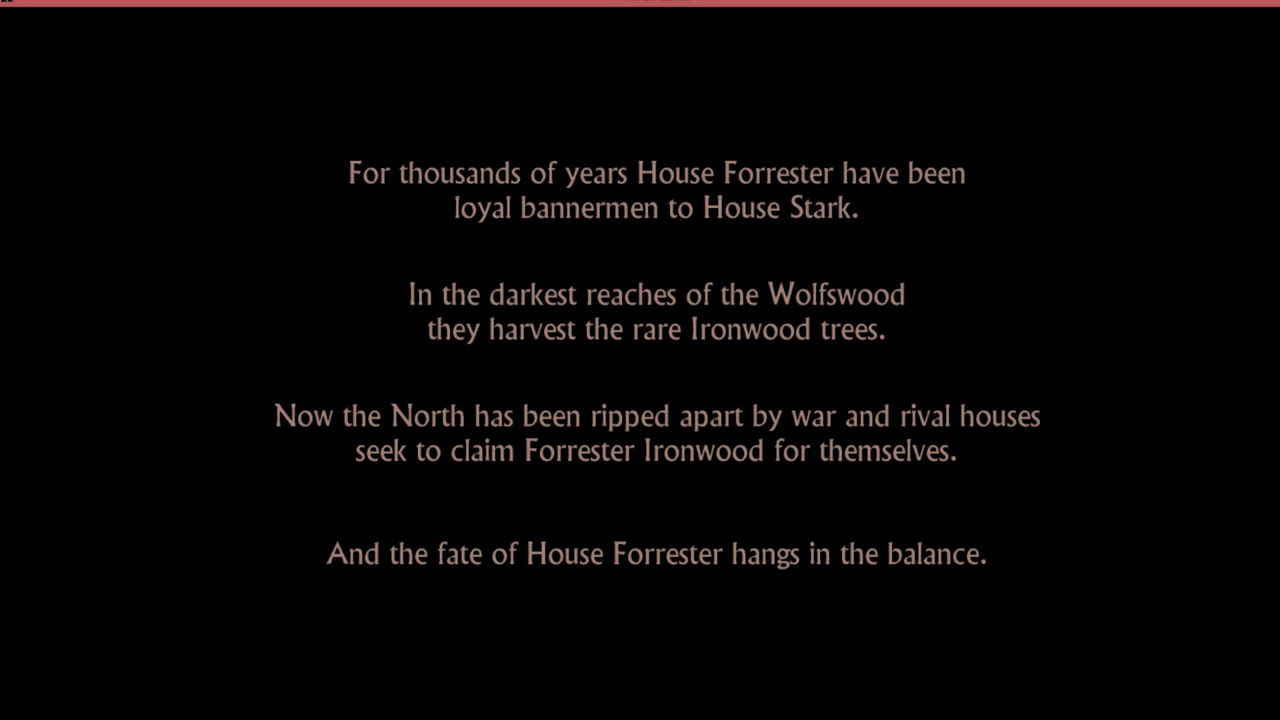 For thousands of years House Forrester have been
loyal bannermen to House Stark.
In the darkest reaches of the Wolfswood
they harvest the rare Ironwood trees.
Now the North has been ripped apart by war and rival houses
seek to claim Forrester Ironwood for themselves.
And the fate of House Forrester hangs in the balance.